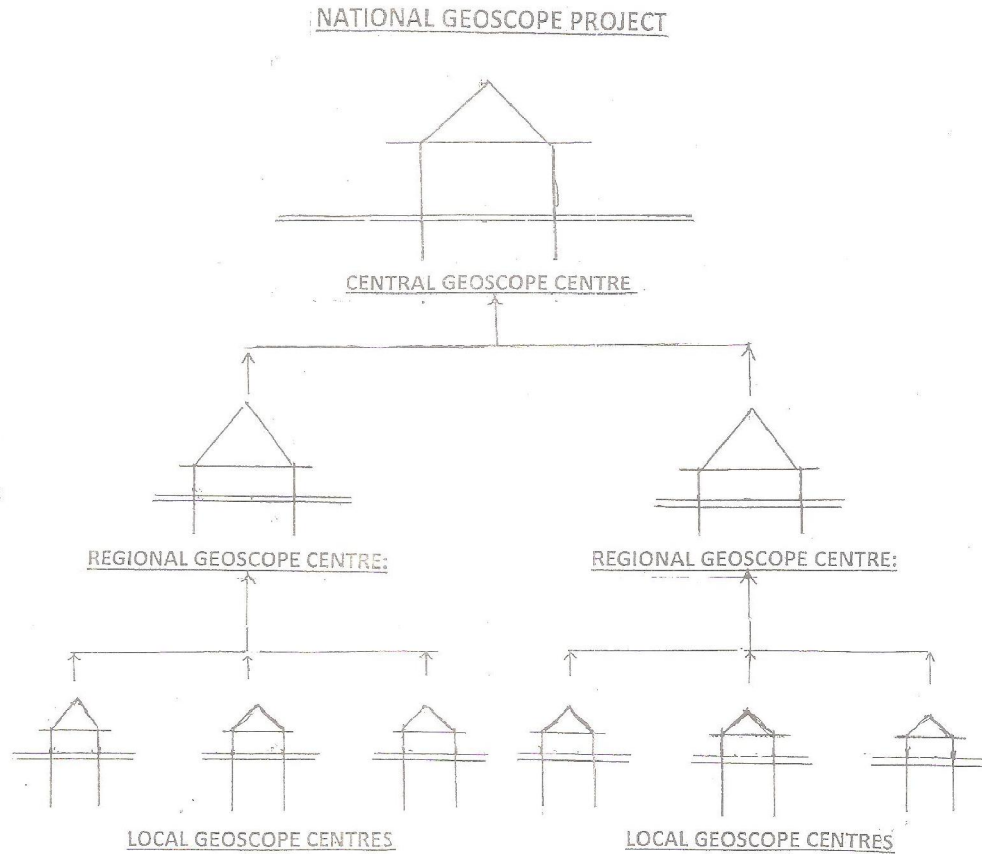 NATIONAL GEOSCOPE PROJECT
CENTRAL GEOSCOPE CENTRE
REGIONAL GEOSCOPE CENTRE:
REGIONAL GEOSCOPE CENTRE:
LOCAL GEOSCOPE CENTRES
LOCAL GEOSCOPE CENTRES